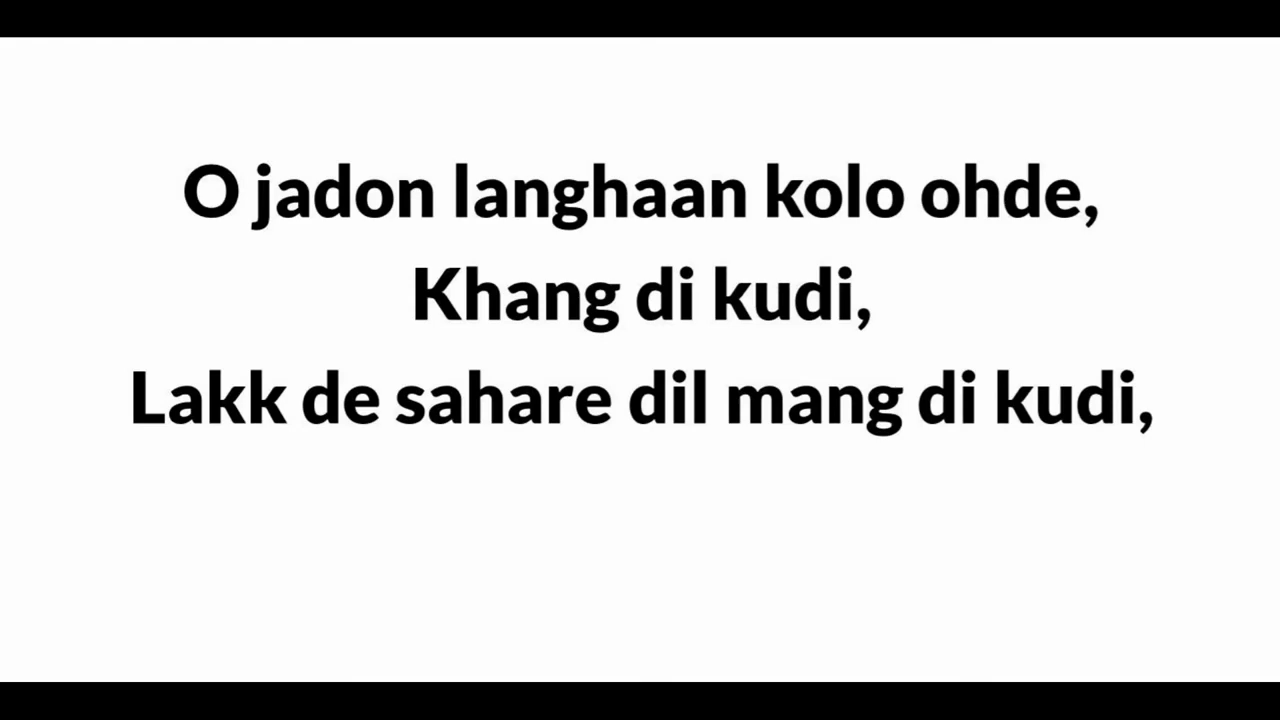 O jadon langhaan kolo ohde,
Khang di kudi,
Lakk de sahare dil mang di kudi,